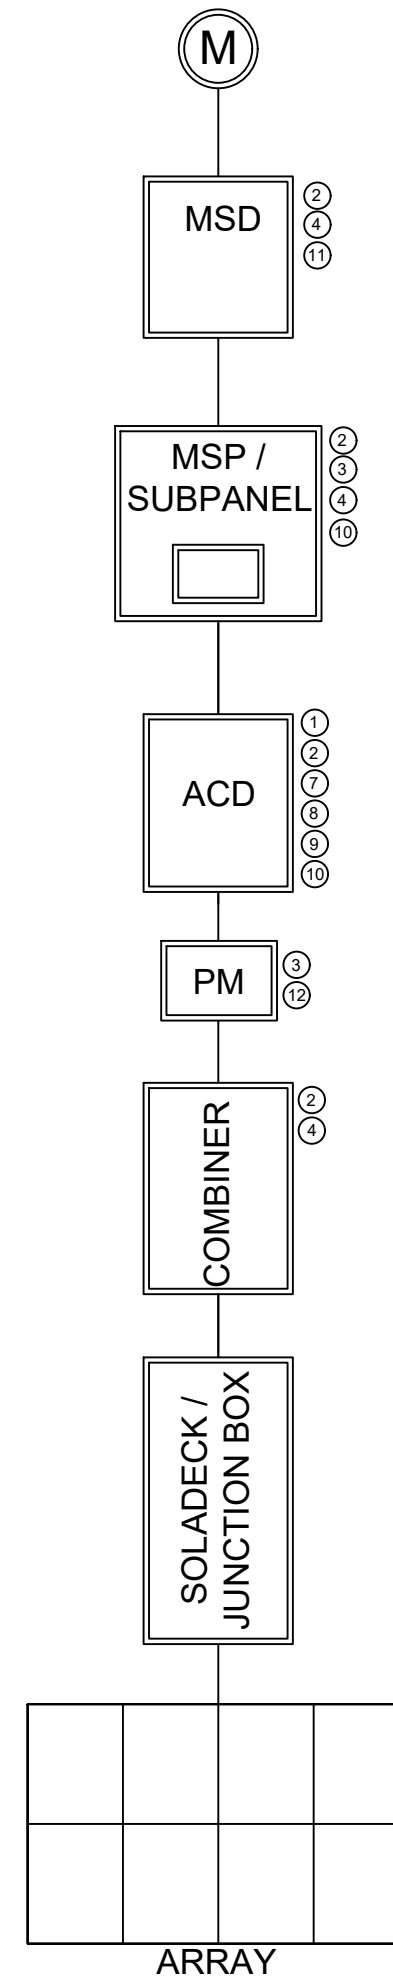 M
MSD
2
4
11
MSP /
SUBPANEL
2
3
4
10
ACD
1
2
7
8
9
10
PM
3
12
COMBINER
2
4
SOLADECK /
JUNCTION BOX
ARRAY